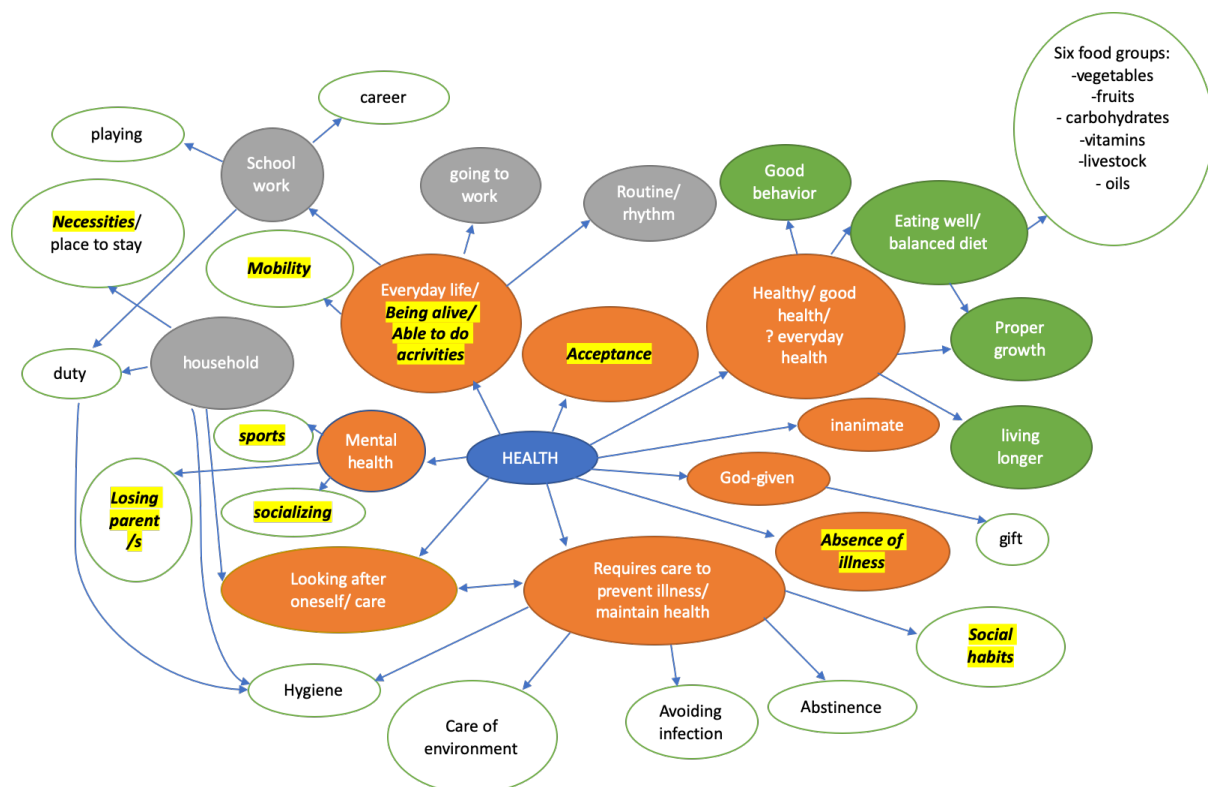 Six food groups:
-vegetables
-fruits
- carbohydrates
-vitamins
-livestock
- oils
career
playing
School
work
going to
work
Routine/
rhythm
Good
behavior
Eating well/
balanced diet
Necessities/
place to stay
Mobility
Everyday life/
Being alive/
Able to do
acrivities
Healthy/ good
health/
? everyday
health
Proper
growth
Acceptance
household
duty
sports
Mental
health
HEALTH
inanimate
living
longer
God-given
Losing
parent
/s
socializing
Absence of
illness
gift
Looking after
oneself/ care
Requires care to
prevent illness/
maintain health
Social
habits
Hygiene
Care of
environment
Avoiding
infection
Abstinence